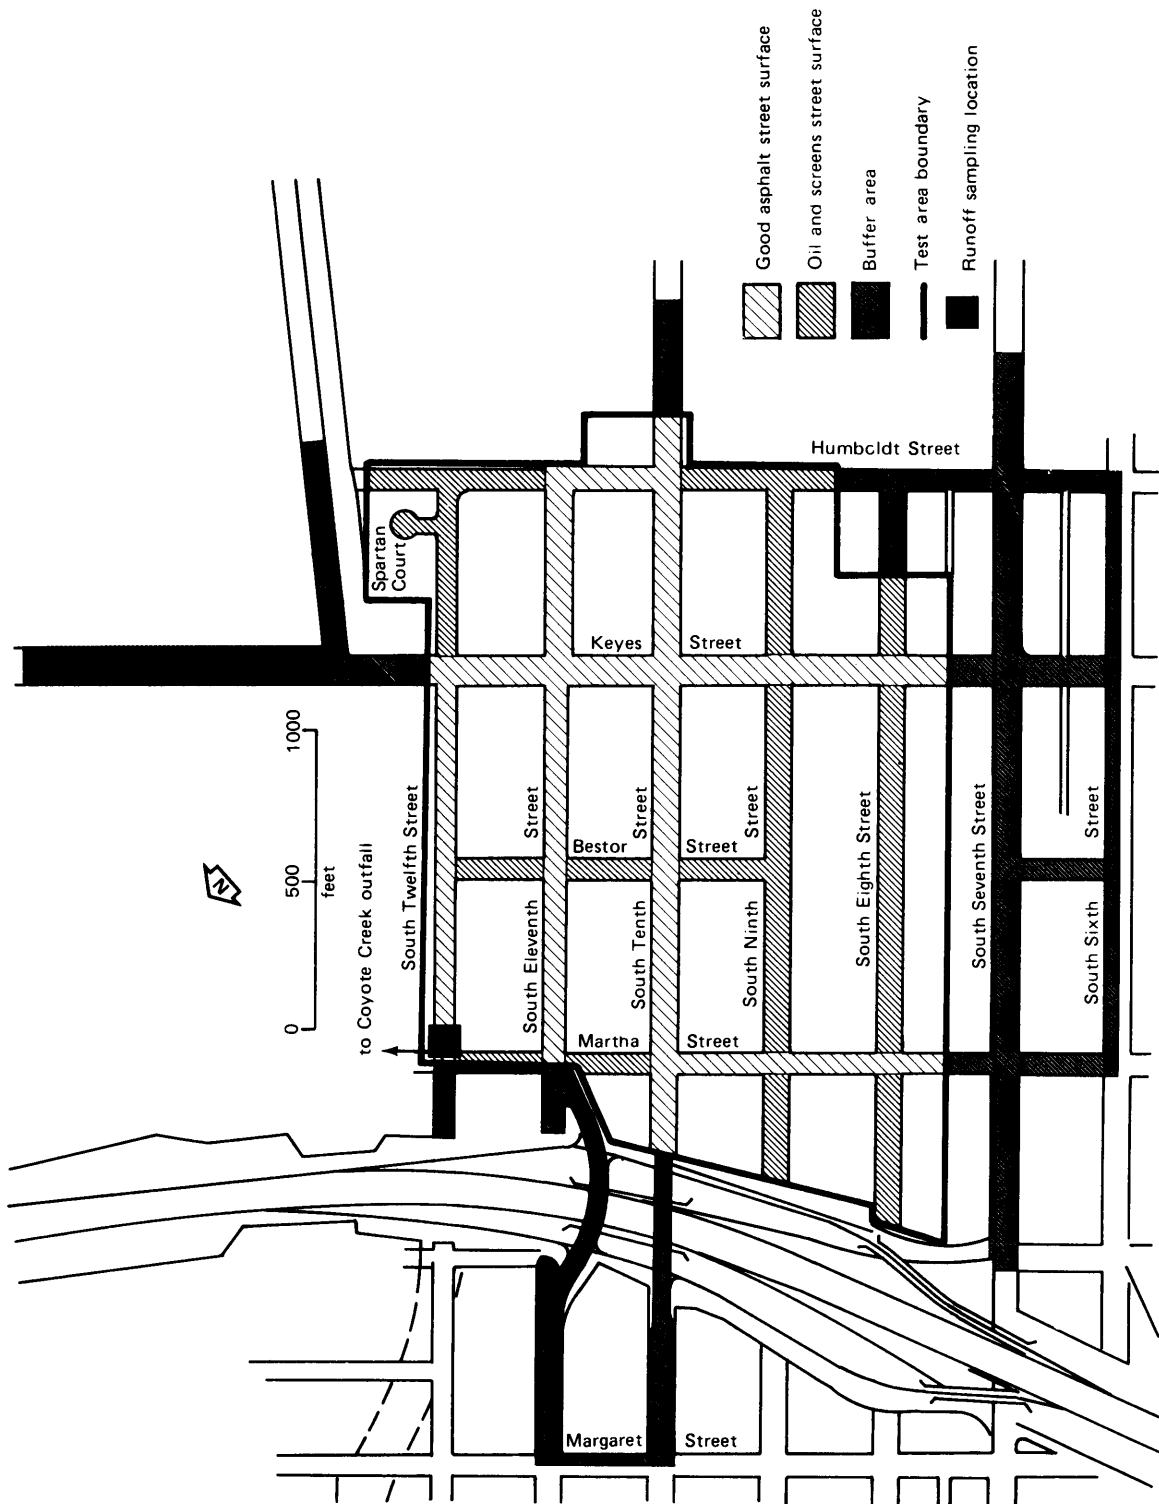 Good asphalt street surface
Oil and screens street surface
Buffer area
Test area boundary
Runoff sampling location
Humboldt Street
Spartan
Court
Keyes Street
1000
500
0
feet
N
to Coyote Creek outfall
South Twelfth Street
South Eleventh Street
Bestor Street
South Tenth Street
South Ninth Street
South Eighth Street
South Seventh Street
South Sixth Street
Martha Street
Margaret Street